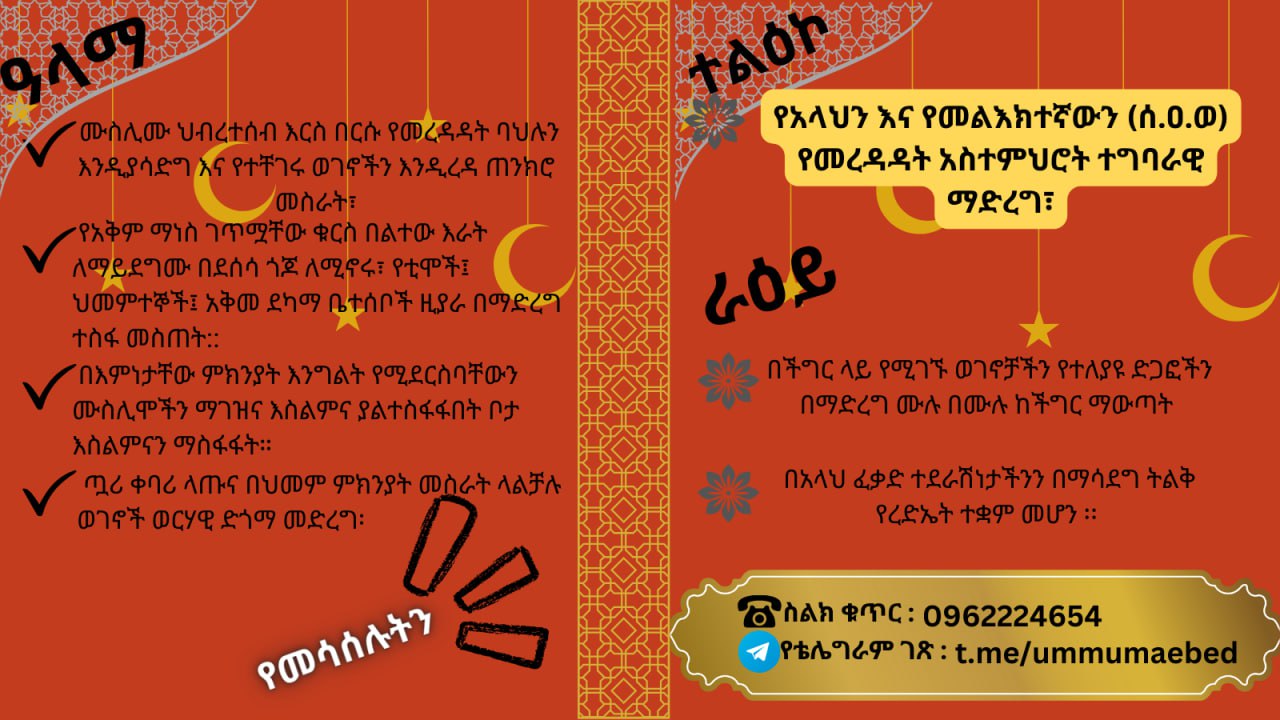 ዓላማ
ሙስሊሙ ህብረተሰብ እርስ በርሱ የመረዳዳት ባህሉን
እንዲያሳድግ እና የተቸገሩ ወገኖችን እንዲረዳ ጠንክሮ
መስራት፣
የአቅም ማነስ ገጥሟቸው ቁርስ በልተው እራት
ለማይደግሙ በደሰሳ ጎጆ ለሚኖሩ፣ የቲሞች፤
ህመምተኞች፤ አቅመ ደካማ ቤተሰቦች ዚያራ በማድረግ
ተስፋ መስጠት::
በእምነታቸው ምክንያት እንግልት የሚደርስባቸውን
ሙስሊሞችን ማገዝና እስልምና ያልተስፋፋበት ቦታ
እስልምናን ማስፋፋት።
ጧሪ ቀባሪ ላጡና በህመም ምክንያት መስራት ላልቻሉ
ወገኖች ወርሃዊ ድጎማ መድረግ፡
የመሳሰሉትን
ተልዕኮ
የአላህን እና የመልእክተኛውን (ሰ.0.ወ)
የመረዳዳት አስተምህሮት ተግባራዊ
ማድረግ፣
ራዕይ
በችግር ላይ የሚገኙ ወገኖቻችን የተለያዩ ድጋፎችን
በማድረግ ሙሉ በሙሉ ከችግር ማውጣት
በአላህ ፈቃድ ተደራሽነታችንን በማሳደግ ትልቅ
የረድኤት ተቋም መሆን ፡፡
ስልክ ቁጥር : 0962224654
የቴሌግራም ገጽ : t.me/ummumaebed